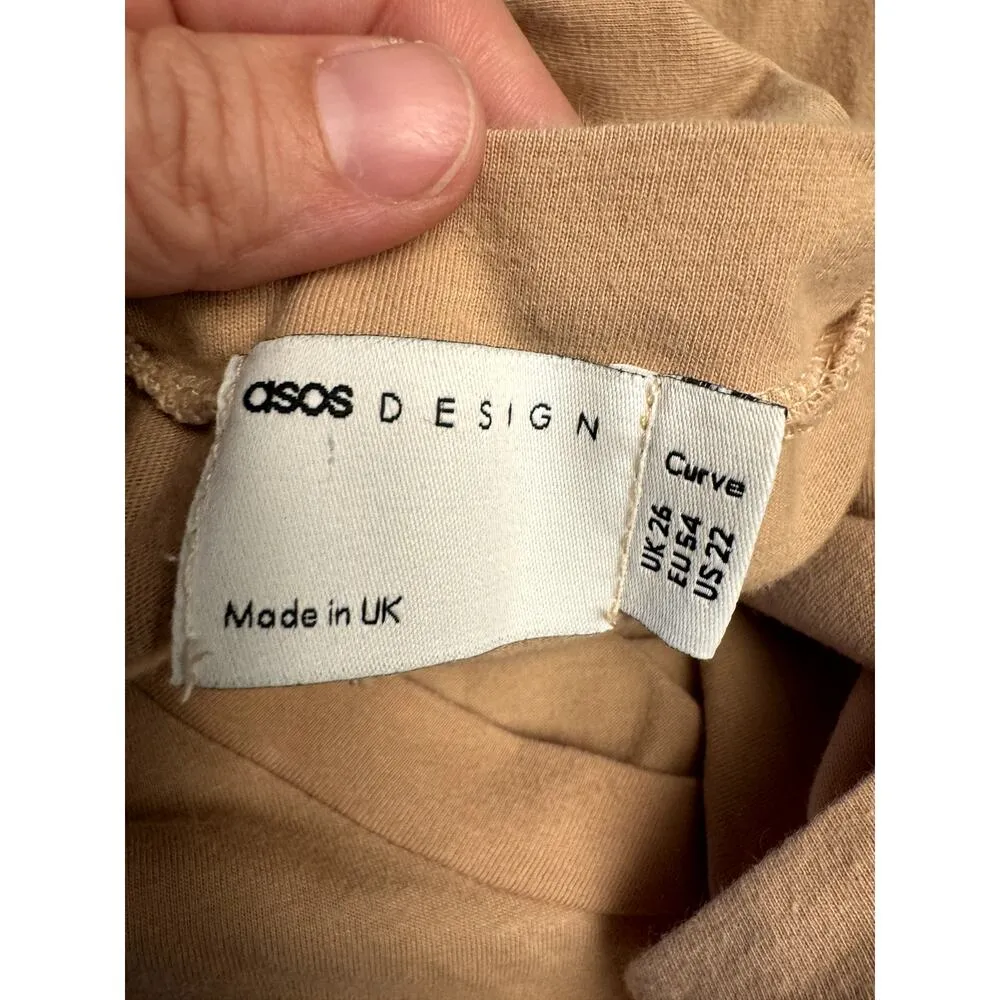 asos DESIGN
Made in UK
Curve
UK 26
EU 54
US 22